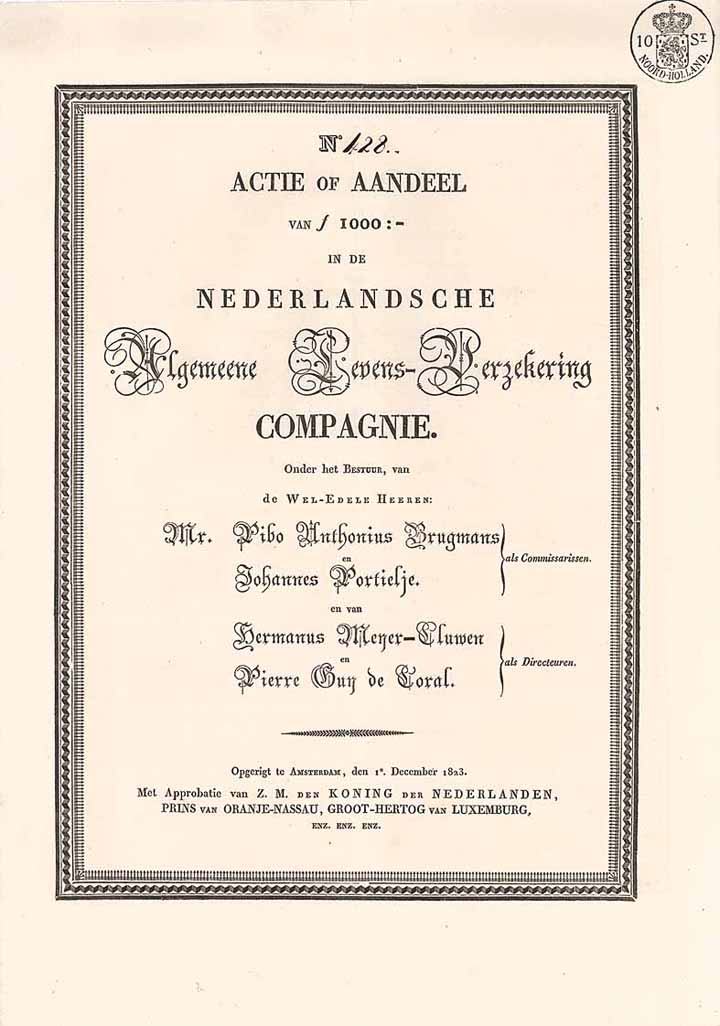 10 ST
NOORD-HOLLAND.
No. 128.
ACTIE OF AANDEEL
VAN ƒ 1000:-
IN DE
NEDERLANDSCHE
Algemeene Levens-Verzekering
COMPAGNIE.
Onder het BESTUUR, van
de WEL-EDELE HEEREN:
Mr. Pibo Anthonius Brugmans
en
als Commissarissen.
Johannes Portielje.
en van
Hermanus Meyer-Cluwen
en
als Directeuren.
Pierre Guy de Coral.
Opgerigt te AMSTERDAM, den 1e. December 1823.
Met Approbatie van Z. M. DEN KONING DER NEDERLANDEN,
PRINS VAN ORANJE-NASSAU, GROOT-HERTOG VAN LUXEMBURG,
ENZ. ENZ. ENZ.